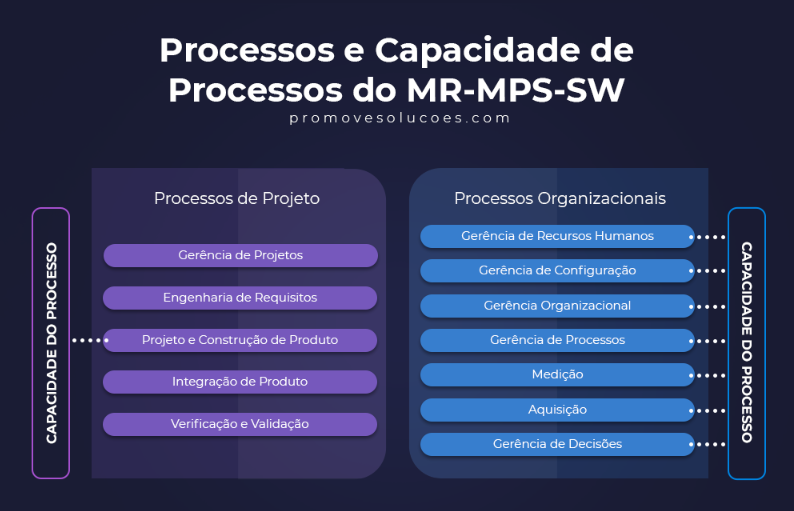 Processos e Capacidade de
Processos do MR-MPS-SW
promovesolucoes.com
CAPACIDADE DO PROCESSO
Processos de Projeto
Gerência de Projetos
Engenharia de Requisitos
Projeto e Construção de Produto
Integração de Produto
Verificação e Validação
Processos Organizacionais
Gerência de Recursos Humanos
Gerência de Configuração
Gerência Organizacional
Gerência de Processos
Medição
Aquisição
Gerência de Decisões
CAPACIDADE DO PROCESSO